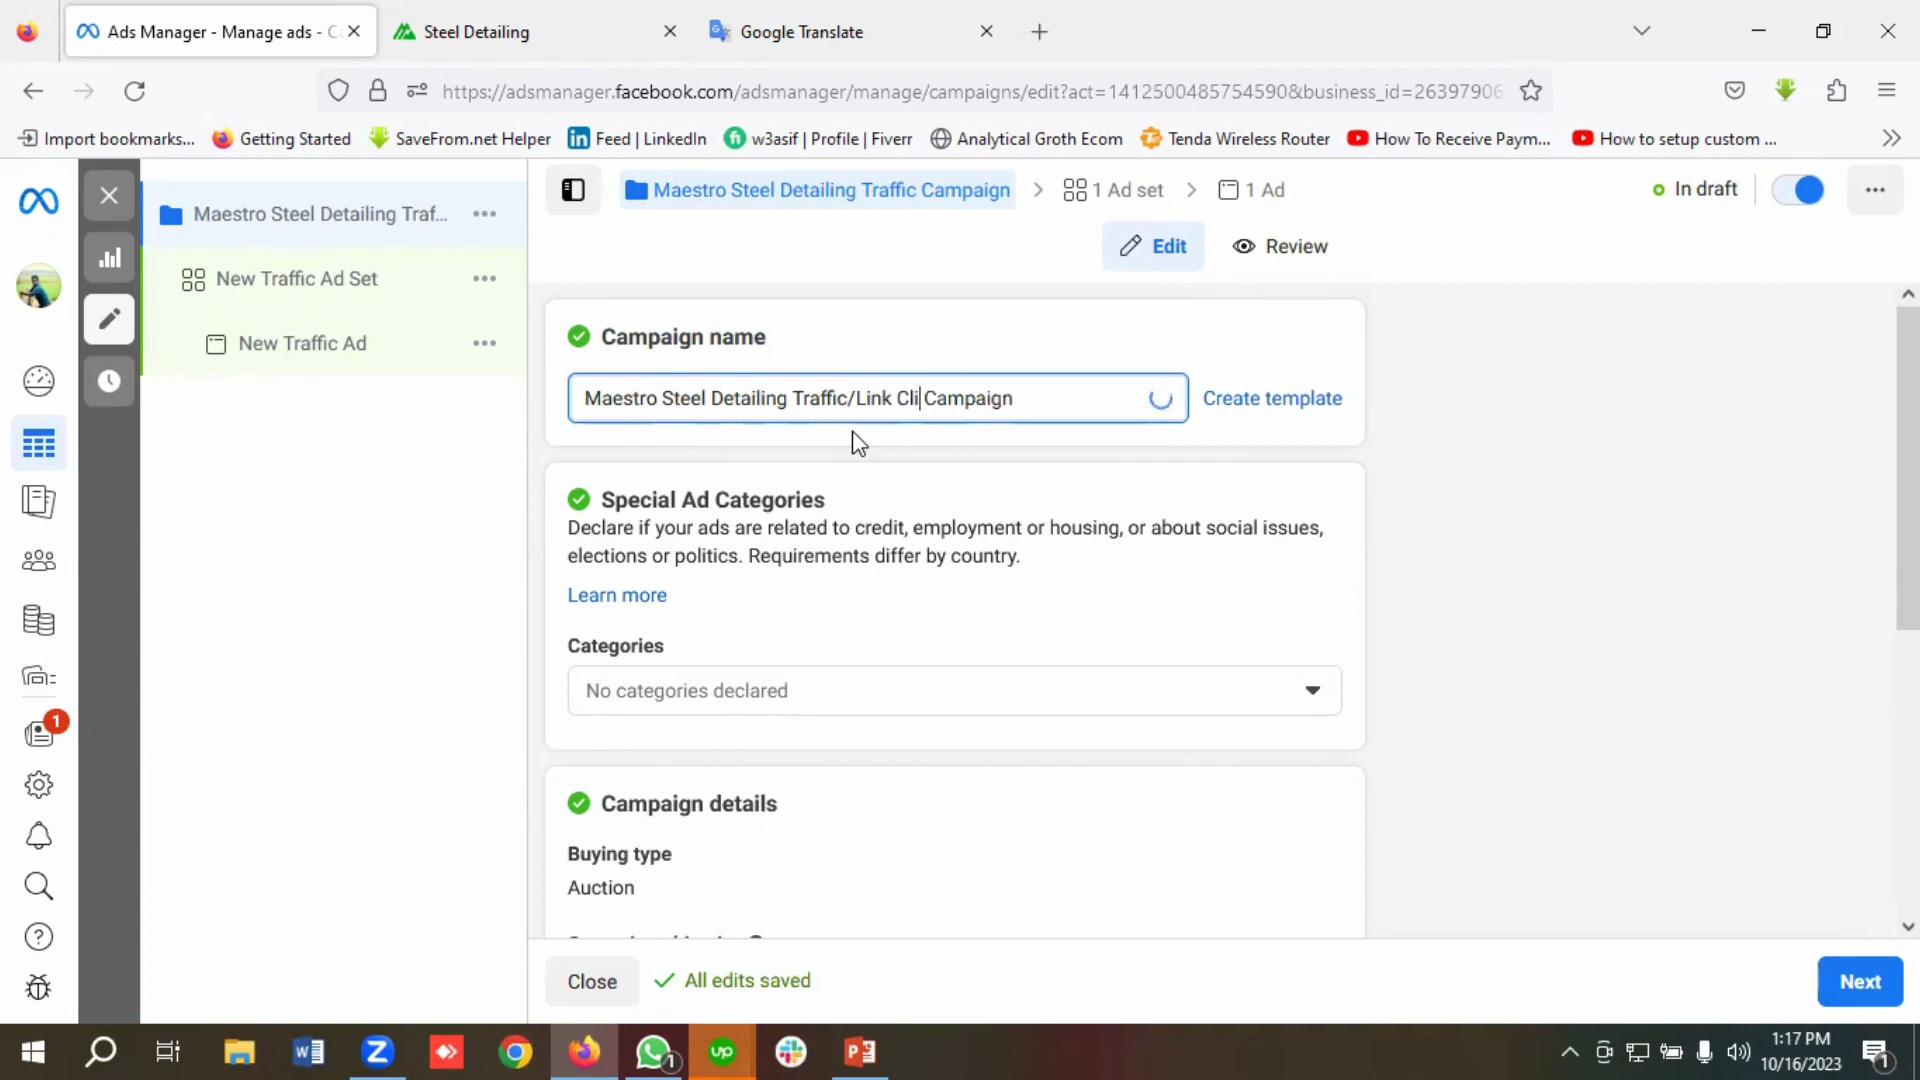 Ads Manager - Manage ads - C
Steel Detailing
Google Translate
https://adsmanager.facebook.com/adsmanager/manage/campaigns/edit?act=1412500485754590&business_id=26397906
Import bookmarks...
Getting Started
SaveFrom.net Helper
Feed | LinkedIn
w3asif | Profile | Fiverr
Analytical Groth Ecom
Tenda Wireless Router
How To Receive Paym...
How to setup custom ...
Maestro Steel Detailing Traf...
New Traffic Ad Set
New Traffic Ad
Maestro Steel Detailing Traffic Campaign
1 Ad set
1 Ad
In draft
Edit
Review
Campaign name
Maestro Steel Detailing Traffic/Link Cli Campaign
Create template
Special Ad Categories
Declare if your ads are related to credit, employment or housing, or about social issues,
elections or politics. Requirements differ by country.
Learn more
Categories
No categories declared
Campaign details
Buying type
Auction
Close
All edits saved
Next
1
1
1:17 PM
10/16/2023
1